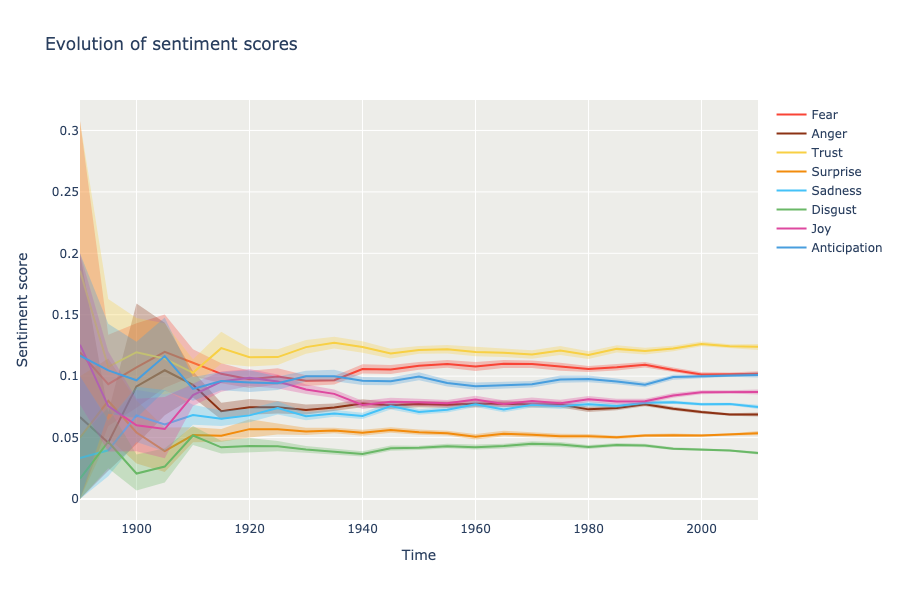 Evolution of sentiment scores
Sentiment score
0.3
0.25
0.2
0.15
0.1
0.05
0
1900
1920
1940
1960
1980
2000
Time
Fear
Anger
Trust
Surprise
Sadness
Disgust
Joy
Anticipation